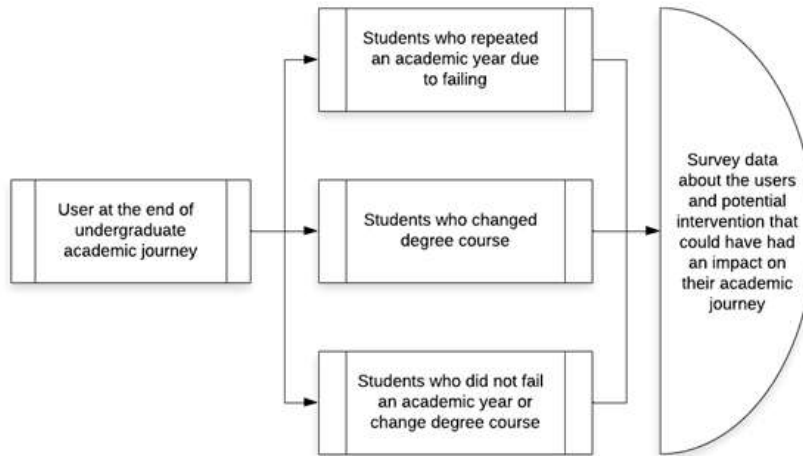 User at the end of
undergraduate
academic journey
Students who repeated
an academic year due
to failing
Students who changed
degree course
Students who did not fail
an academic year or
change degree course
Survey data
about the users
and potential
intervention that
could have had
an impact on
their academic
journey